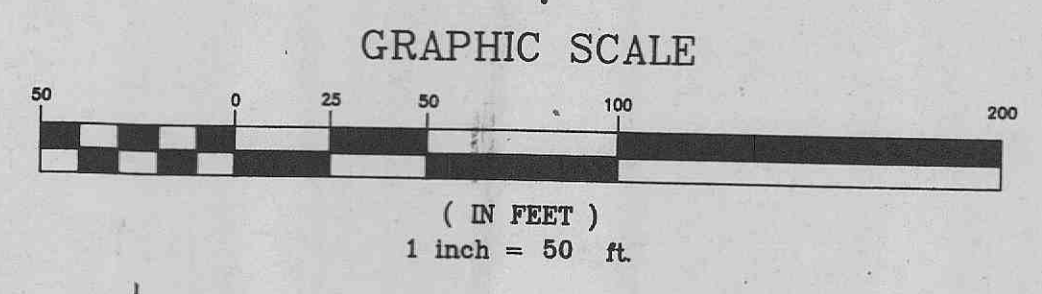 GRAPHIC SCALE
50 0 25 50 100 200
( IN FEET )
1 inch = 50 ft.